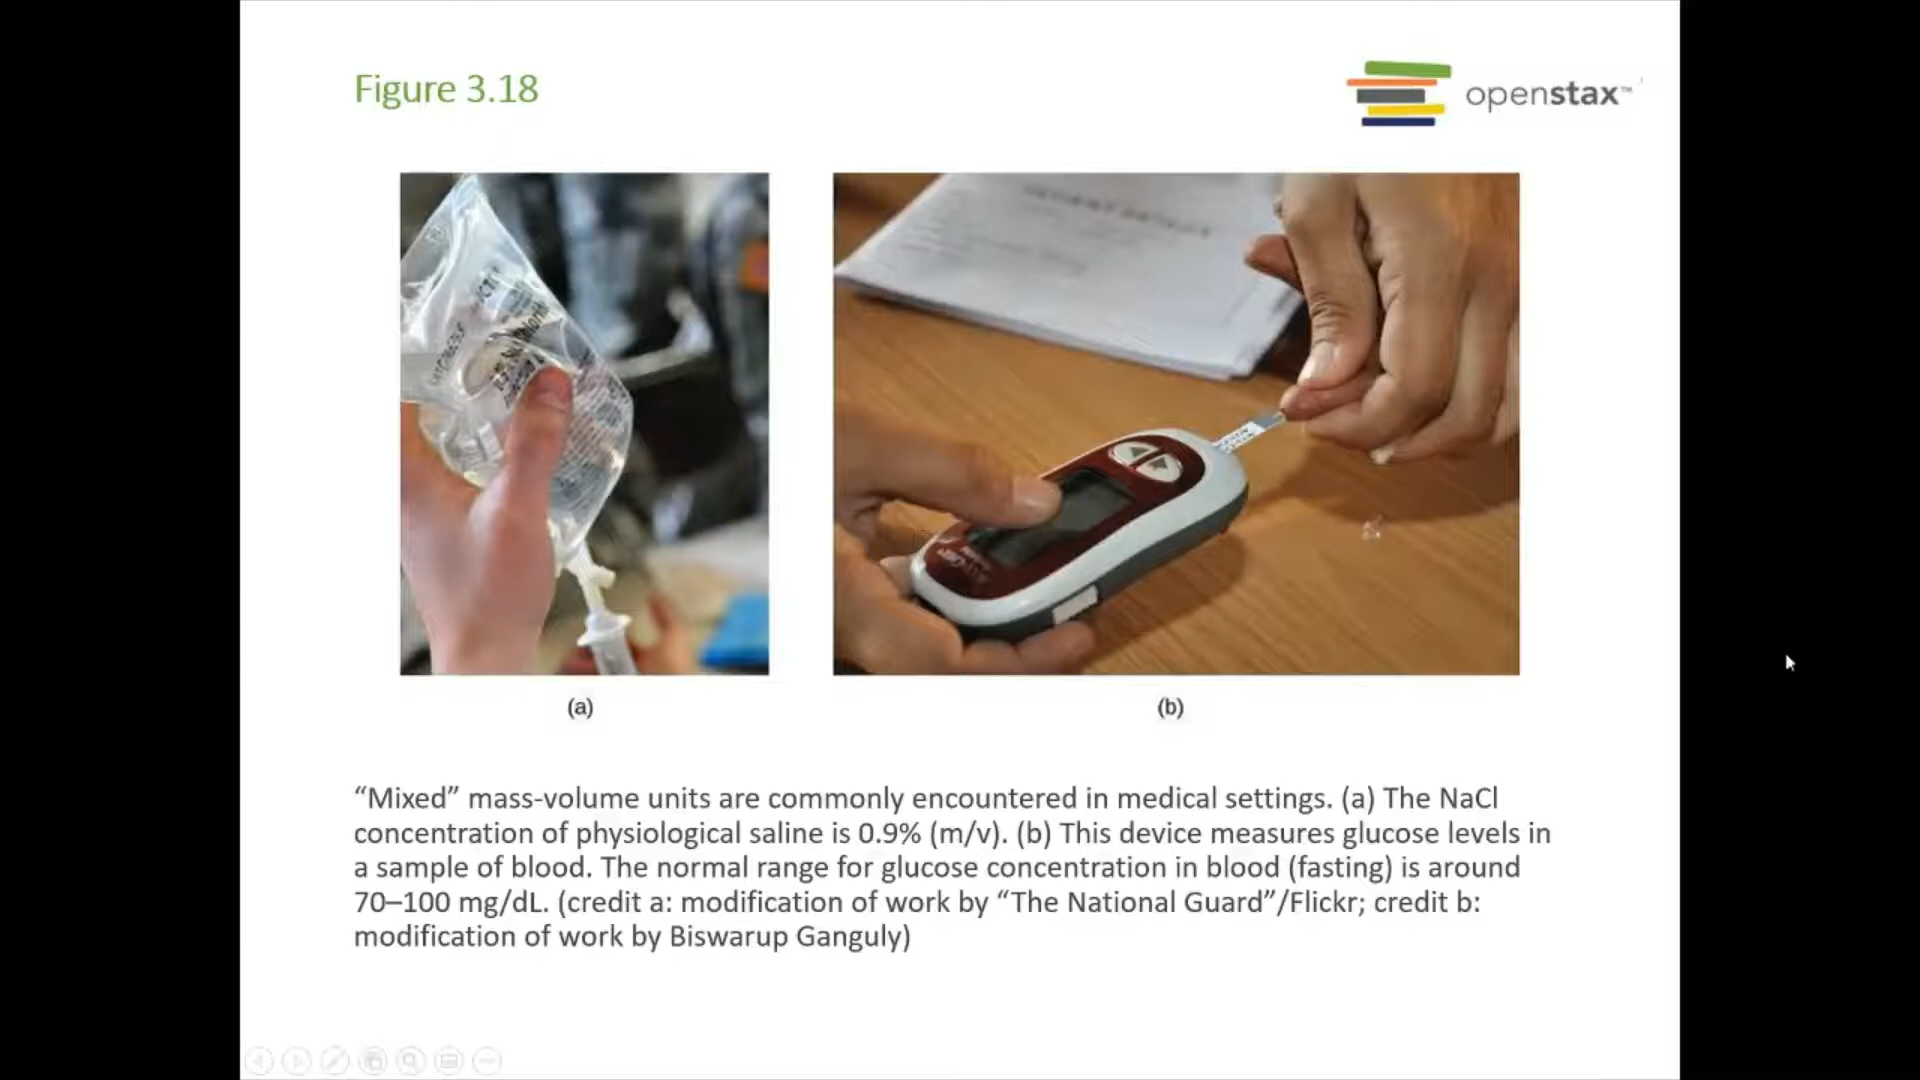 Figure 3.18
openstax™
(a)
(b)
“Mixed” mass-volume units are commonly encountered in medical settings. (a) The NaCl
concentration of physiological saline is 0.9% (m/v). (b) This device measures glucose levels in
a sample of blood. The normal range for glucose concentration in blood (fasting) is around
70–100 mg/dL. (credit a: modification of work by “The National Guard”/Flickr; credit b:
modification of work by Biswarup Ganguly)